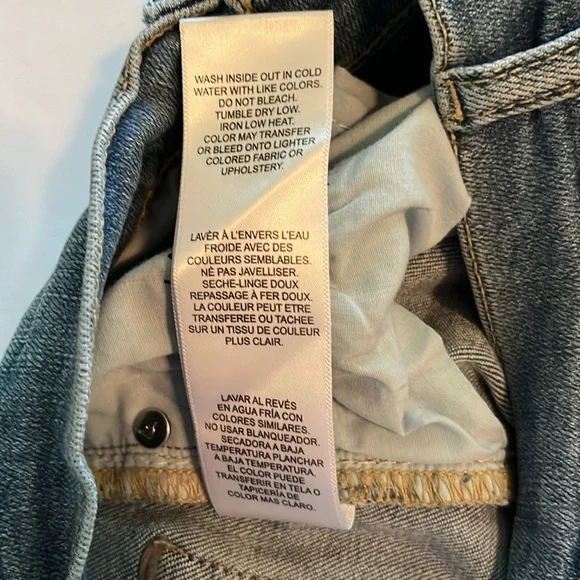 WASH INSIDE OUT IN COLD
WATER WITH LIKE COLORS.
DO NOT BLEACH.
TUMBLE DRY LOW.
IRON LOW HEAT.
COLOR MAY TRANSFER
OR BLEED ONTO LIGHTER
COLORED FABRIC OR
UPHOLSTERY.
LAVÈR À L'ENVERS L'EAU
FROIDE AVEC DES
COULEURS SEMBLABLES.
NÈ PAS JAVELLISER.
SECHE-LINGE DOUX
REPASSAGE À FER DOUX.
LA COULEUR PEUT ETRE
TRANSFEREE OU TACHEE
SUR UN TISSU DE COULEUR
PLUS CLAIR.
LAVAR AL REVÉS
EN AGUA FRÍA CON
COLORES SIMILARES.
NO USAR BLANQUEADOR.
SECADORA A BAJA
TEMPERATURA PLANCHAR
A BAJA TEMPERATURA.
EL COLOR PUEDE
TRANSFERIR EN TELA O
TAPICERÍA DE
COLOR MAS CLARO.